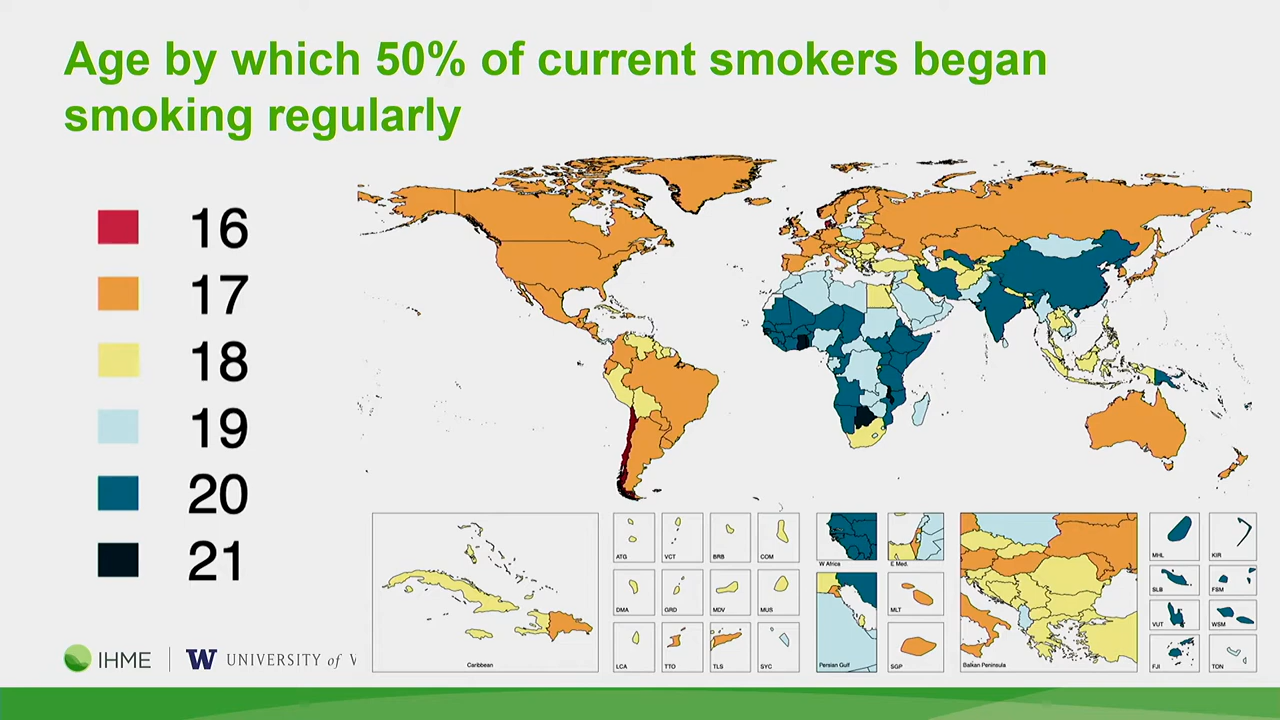 Age by which 50% of current smokers began
smoking regularly
16
17
18
19
20
21
ATG
VCT
BRB
COM
W Africa
E Med.
MHL
KIR
SLB
FSM
DMA
GRD
MDV
MUS
MLT
VUT
WSM
LCA
TTO
TLS
SYC
SGP
FJI
TON
Caribbean
Persian Gulf
Balkan Peninsula
IHME
W UNIVERSITY of